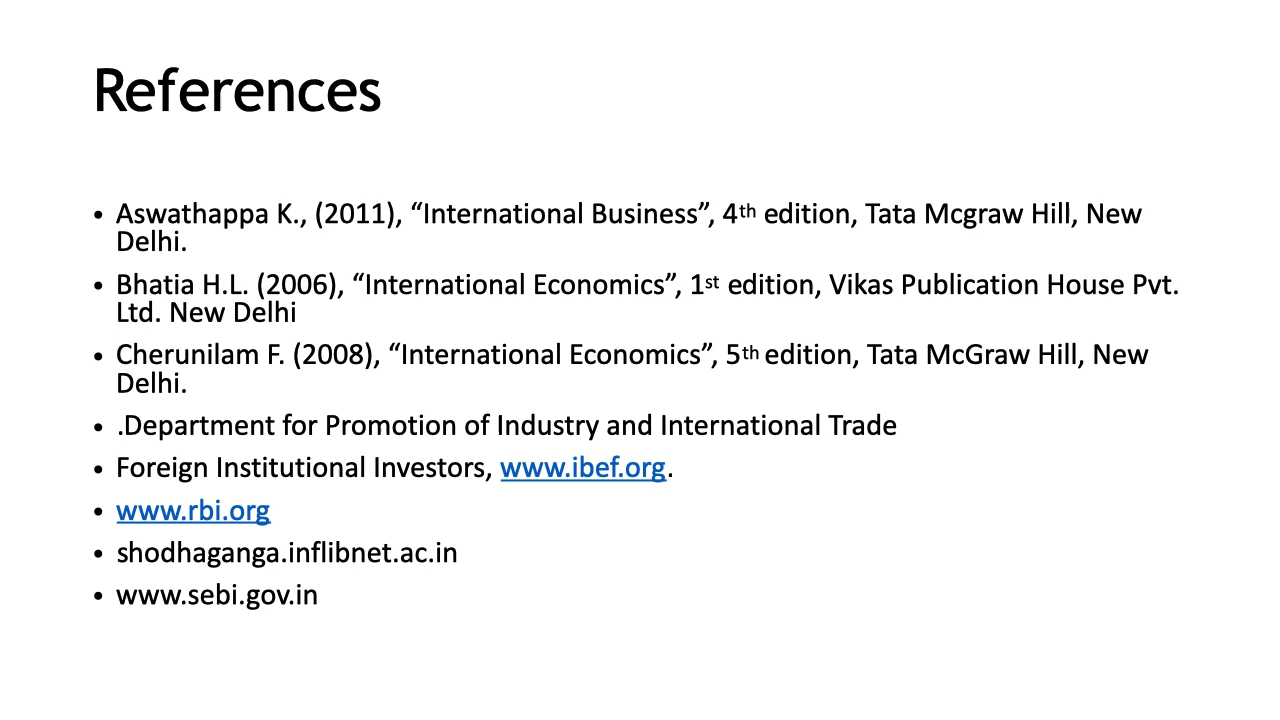 References
• Aswathappa K., (2011), “International Business”, 4th edition, Tata Mcgraw Hill, New
Delhi.
• Bhatia H.L. (2006), “International Economics”, 1st edition, Vikas Publication House Pvt.
Ltd. New Delhi
• Cherunilam F. (2008), “International Economics”, 5th edition, Tata McGraw Hill, New
Delhi.
• .Department for Promotion of Industry and International Trade
• Foreign Institutional Investors, www.ibef.org.
• www.rbi.org
• shodhaganga.inflibnet.ac.in
• www.sebi.gov.in